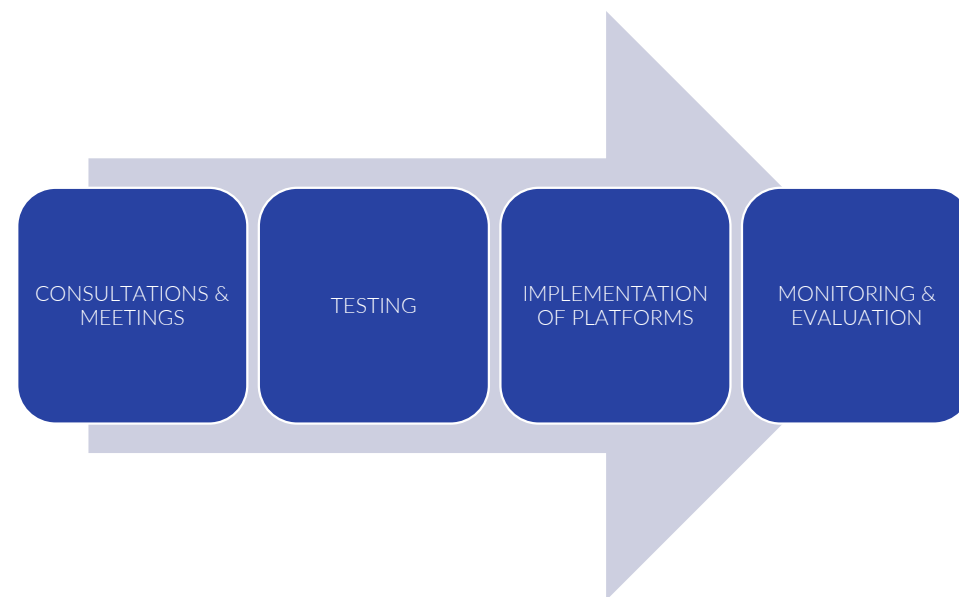 CONSULTATIONS &
MEETINGS
TESTING
IMPLEMENTATION
OF PLATFORMS
MONITORING &
EVALUATION